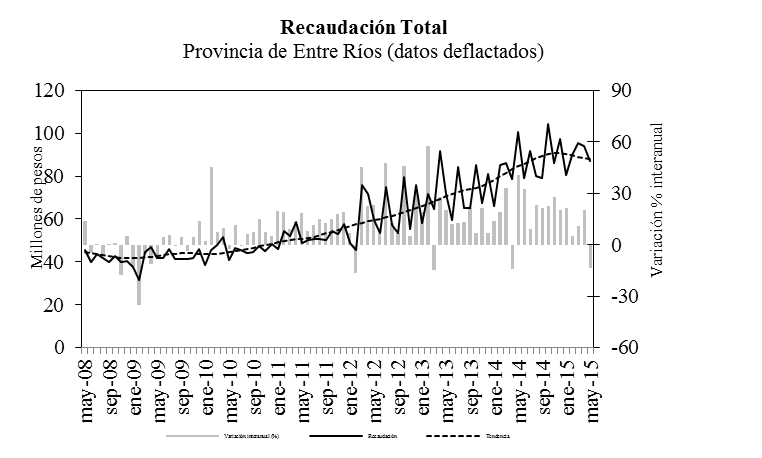 Recaudación Total
Provincia de Entre Ríos (datos deflactados)
Millones de pesos
120
100
80
60
40
20
0
90
60
30
0
-30
-60
Variación % interanual
may-08
sep-08
ene-09
may-09
sep-09
ene-10
may-10
sep-10
ene-11
may-11
sep-11
ene-12
may-12
sep-12
ene-13
may-13
sep-13
ene-14
may-14
sep-14
ene-15
may-15
Variación interanual (%)
Recaudación
Tendencia